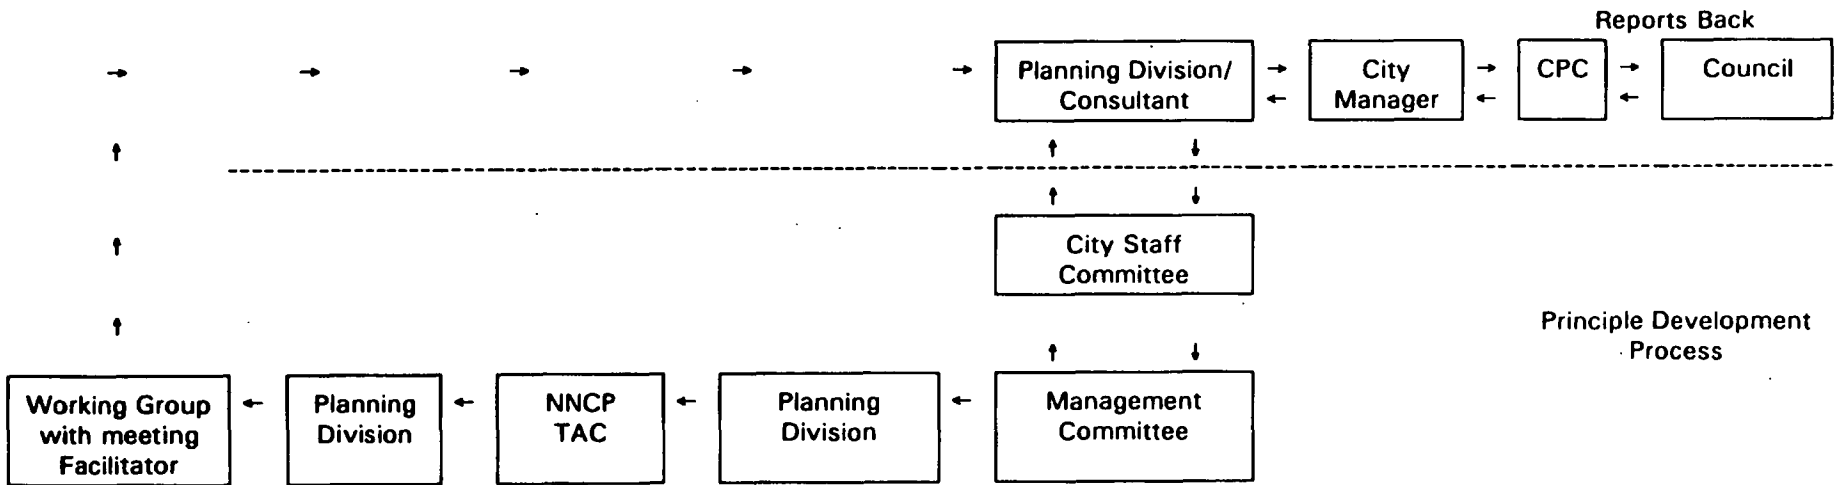 Reports Back
Planning Division/
Consultant
City
Manager
CPC
Council
City Staff
Committee
Principle Development
Process
Working Group
with meeting
Facilitator
Planning
Division
NNCP
TAC
Planning
Division
Management
Committee